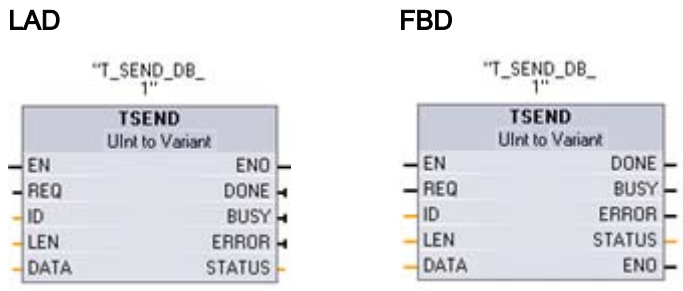 LAD
"T_SEND_DB_
1"
TSEND
UInt to Variant
EN ENO
REQ DONE
ID BUSY
LEN ERROR
DATA STATUS
FBD
"T_SEND_DB_
1"
TSEND
UInt to Variant
EN DONE
REQ BUSY
ID ERROR
LEN STATUS
DATA ENO